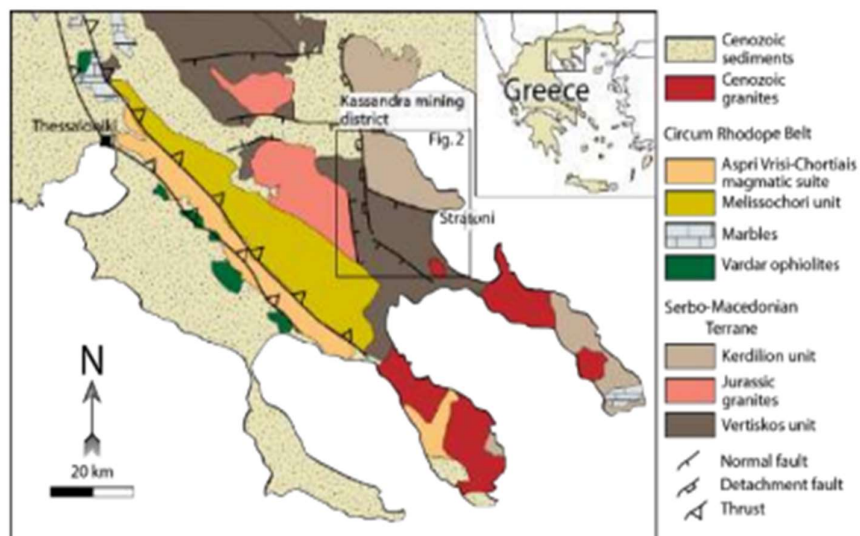 Thessaloniki
Kassandra mining
district
Fig. 2
Stratoni
Greece
N
20 km
Cenozoic
sediments
Cenozoic
granites
Circum Rhodope Belt
Aspri Vrisi-Chortiais
magmatic suite
Melissochori unit
Marbles
Vardar ophiolites
Serbo-Macedonian
Terrane
Kerdilion unit
Jurassic
granites
Vertiskos unit
Normal fault
Detachment fault
Thrust